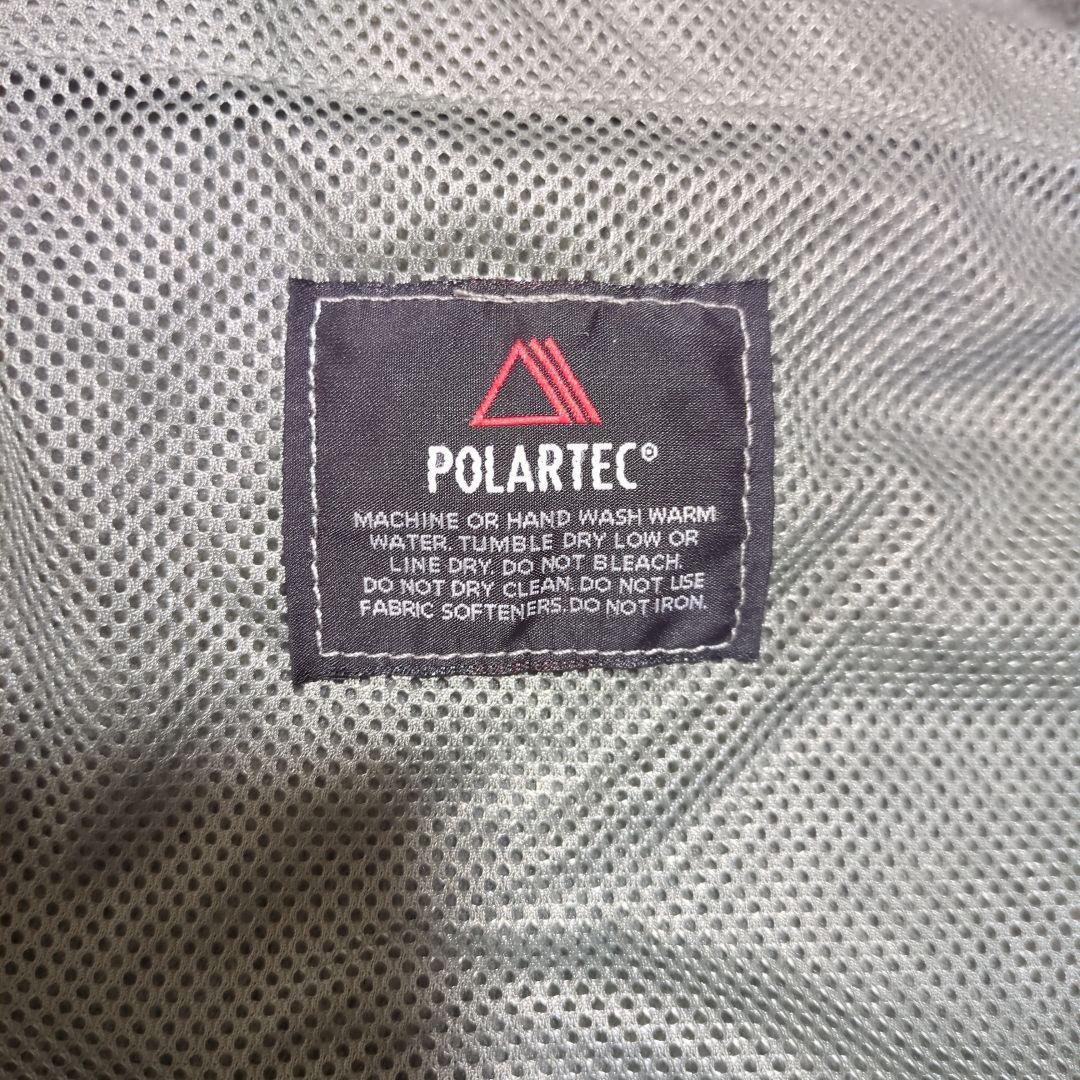 POLARTEC®
MACHINE OR HAND WASH WARM
WATER. TUMBLE DRY LOW OR
LINE DRY. DO NOT BLEACH.
DO NOT DRY CLEAN. DO NOT USE
FABRIC SOFTENERS. DO NOT IRON.